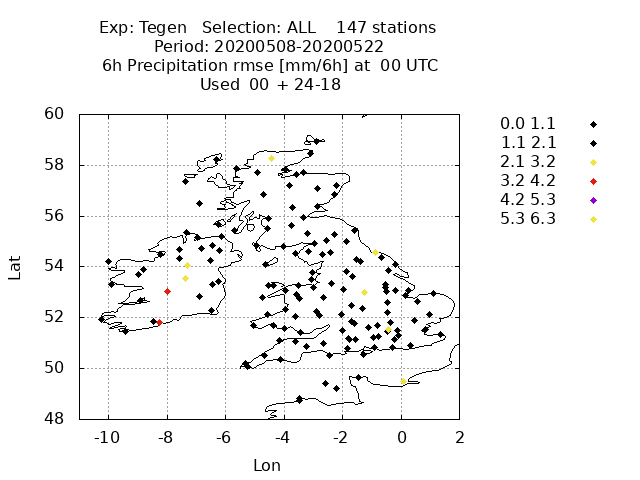 Exp: Tegen Selection: ALL 147 stations
Period: 20200508-20200522
6h Precipitation rmse [mm/6h] at 00 UTC
Used 00 + 24-18
60
58
56
54
52
50
48
Lat
-10 -8 -6 -4 -2 0 2
Lon
0.0 1.1
1.1 2.1
2.1 3.2
3.2 4.2
4.2 5.3
5.3 6.3